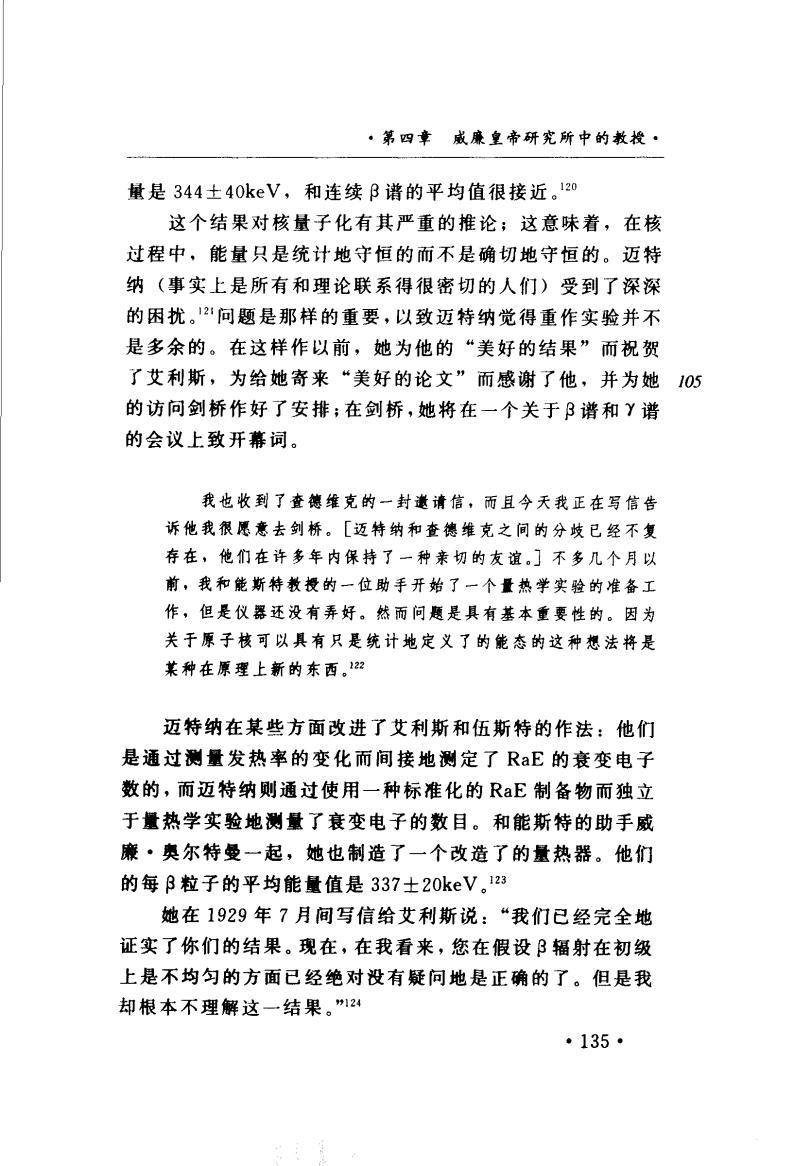 ·第四章　威廉皇帝研究所中的教授·
量是 344±40keV，和连续β谱的平均值很接近。120
这个结果对核量子化有其严重的推论；这意味着，在核
过程中，能量只是统计地守恒的而不是确切地守恒的。迈特
纳（事实上是所有和理论联系得很密切的人们）受到了深深
的困扰。121问题是那样的重要，以致迈特纳觉得重作实验并不
是多余的。在这样作以前，她为他的“美好的结果”而祝贺
了艾利斯，为给她寄来“美好的论文”而感谢了他，并为她 105
的访问剑桥作好了安排；在剑桥，她将在一个关于β谱和γ谱
的会议上致开幕词。
我也收到了查德维克的一封邀请信，而且今天我正在写信告
诉他我很愿意去剑桥。［迈特纳和查德维克之间的分歧已经不复
存在，他们在许多年内保持了一种亲切的友谊。］不多几个月以
前，我和能斯特教授的一位助手开始了一个量热学实验的准备工
作，但是仪器还没有弄好。然而问题是具有基本重要性的。因为
关于原子核可以具有只是统计地定义了的能态的这种想法将是
某种在原理上新的东西。122
迈特纳在某些方面改进了艾利斯和伍斯特的作法：他们
是通过测量发热率的变化而间接地测定了 RaE 的衰变电子
数的，而迈特纳则通过使用一种标准化的 RaE 制备物而独立
于量热学实验地测量了衰变电子的数目。和能斯特的助手威
廉·奥尔特曼一起，她也制造了一个改造了的量热器。他们
的每β粒子的平均能量值是 337±20keV。123
她在 1929 年 7 月间写信给艾利斯说：“我们已经完全地
证实了你们的结果。现在，在我看来，您在假设β辐射在初级
上是不均匀的方面已经绝对没有疑问地是正确的了。但是我
却根本不理解这一结果。”124
·135·